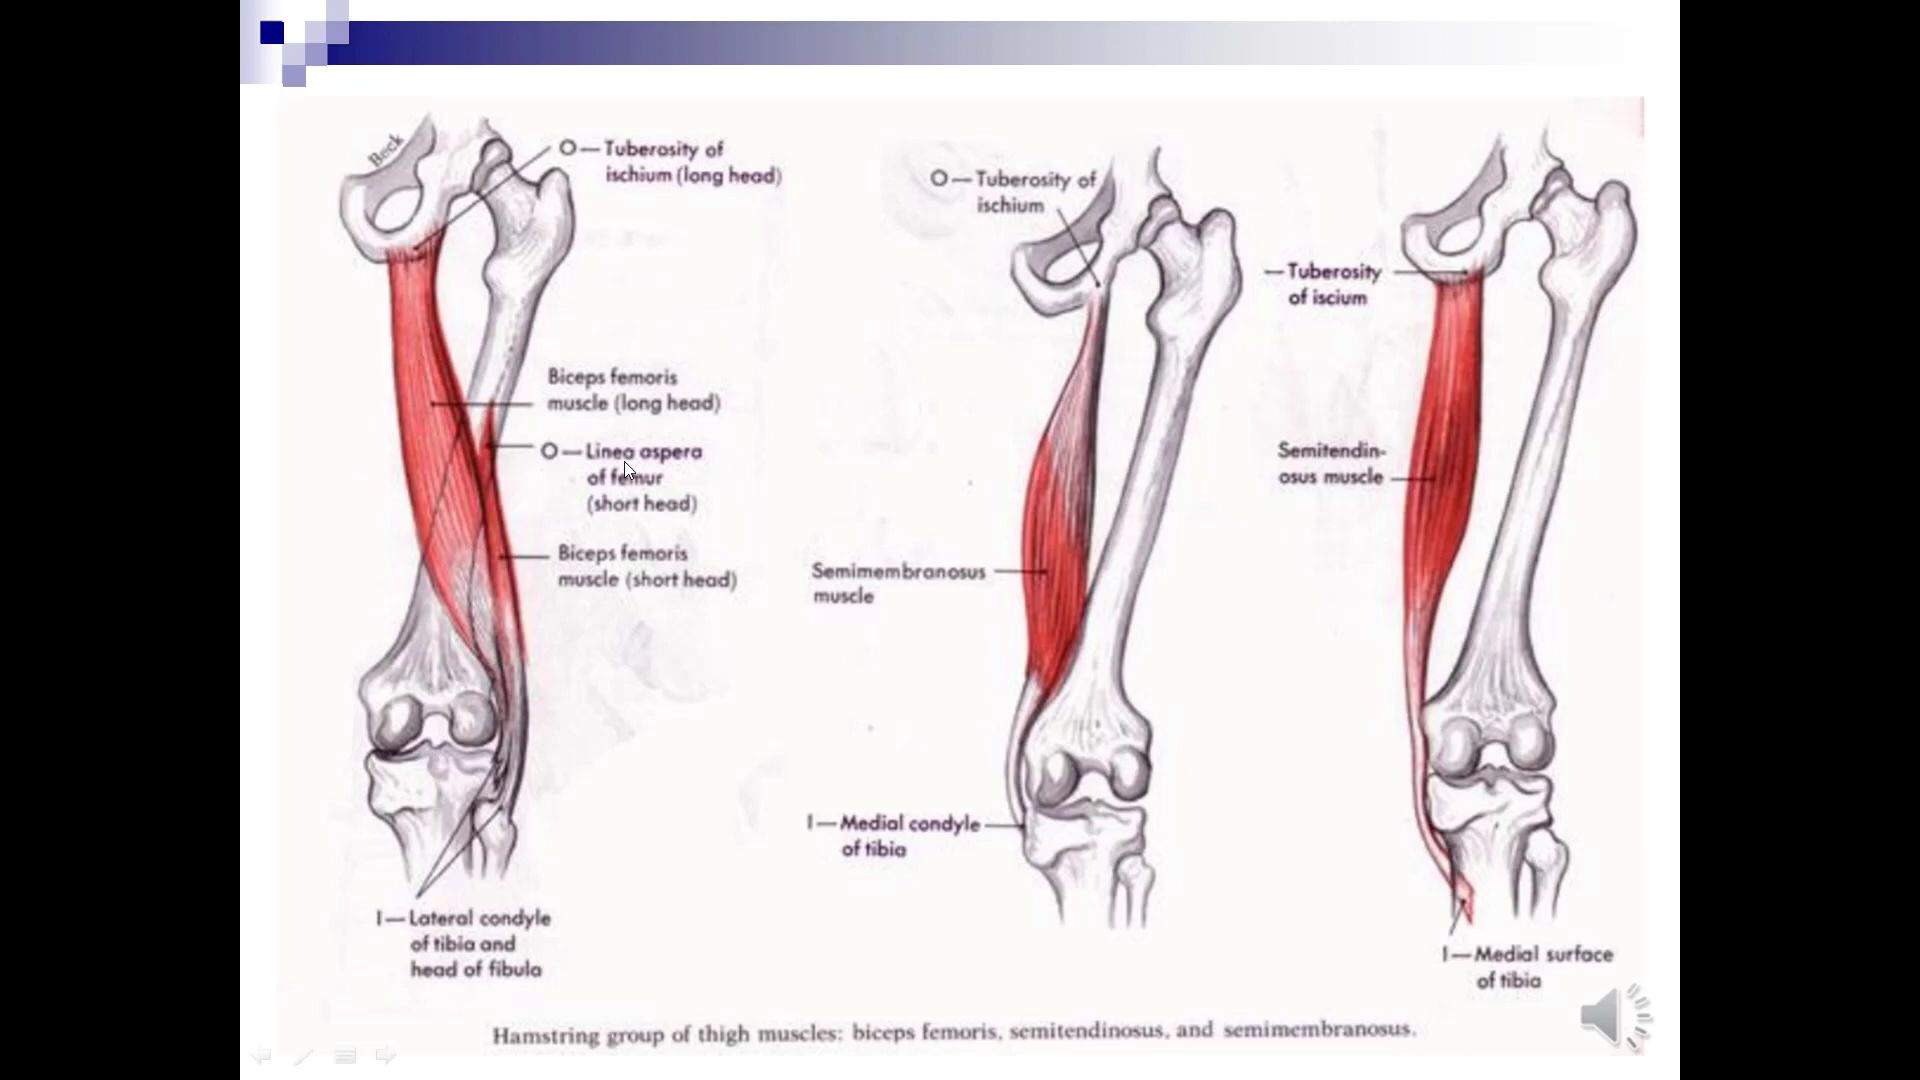 Beck
O—Tuberosity of
ischium (long head)
Biceps femoris
muscle (long head)
O—Linea aspera
of femur
(short head)
Biceps femoris
muscle (short head)
I—Lateral condyle
of tibia and
head of fibula
O—Tuberosity of
ischium
Semimembranosus
muscle
I—Medial condyle
of tibia
—Tuberosity
of iscium
Semitendin-
osus muscle
I—Medial surface
of tibia
Hamstring group of thigh muscles: biceps femoris, semitendinosus, and semimembranosus.